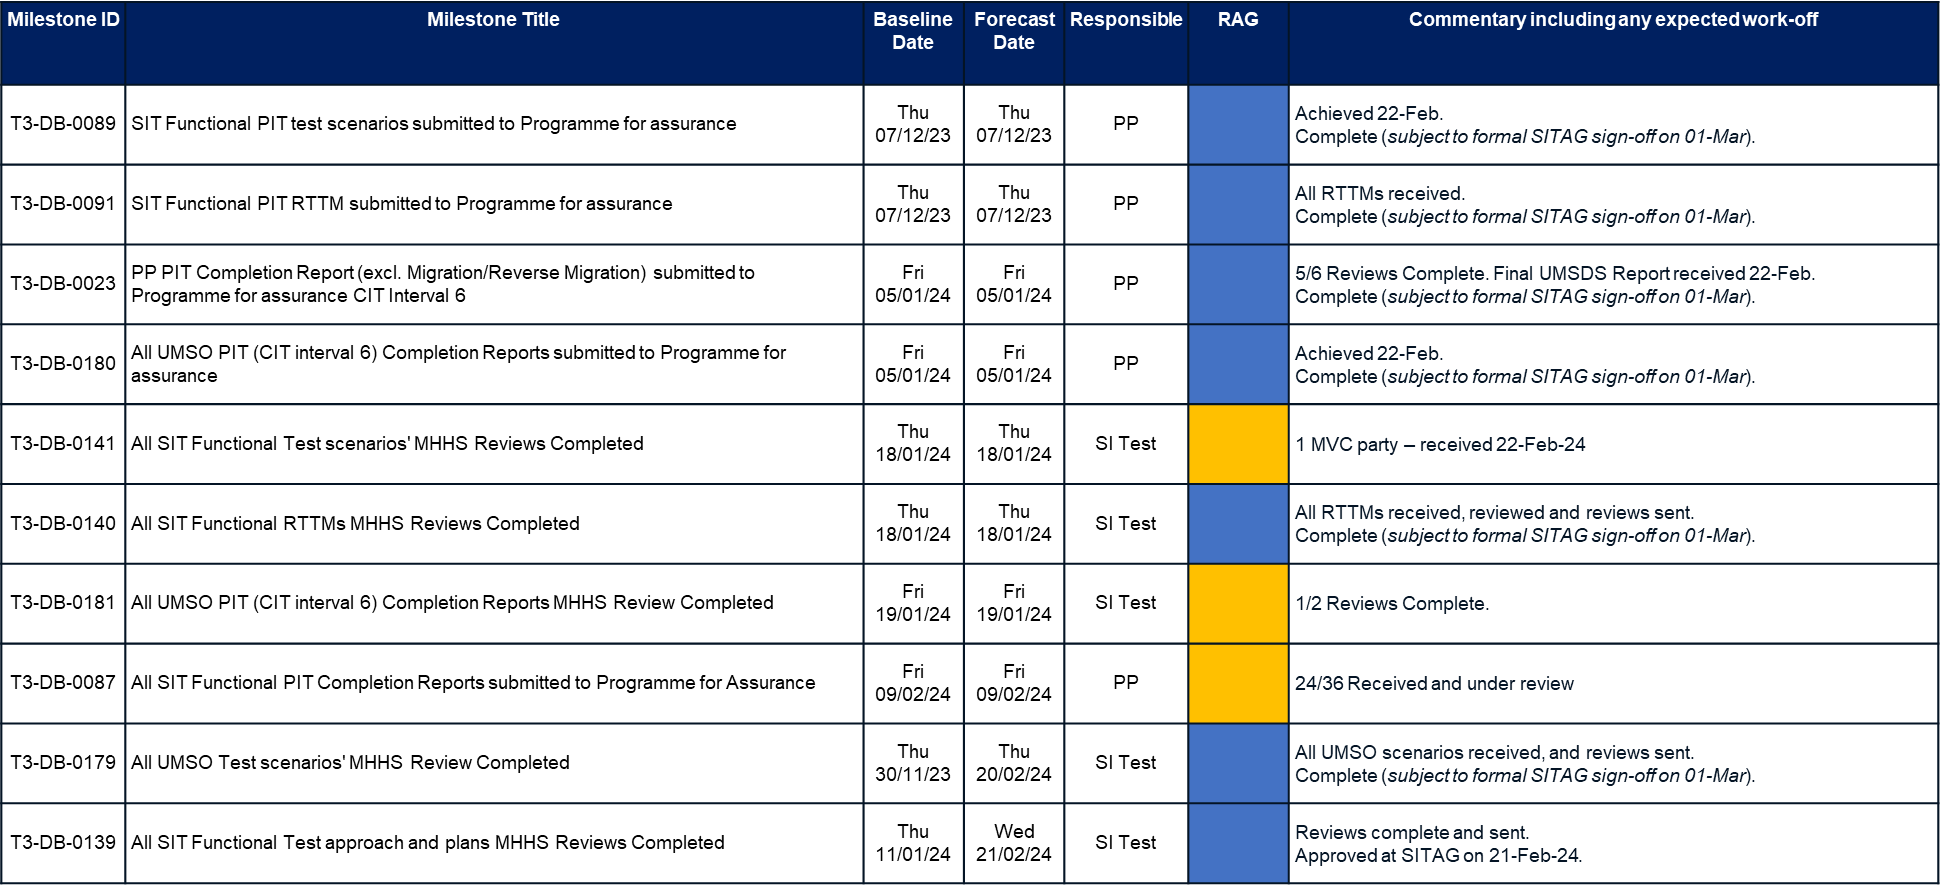 Milestone ID
Milestone Title
Baseline
Date
Forecast
Date
Responsible
RAG
Commentary including any expected work-off
T3-DB-0089
SIT Functional PIT test scenarios submitted to Programme for assurance
Thu
07/12/23
Thu
07/12/23
PP
Achieved 22-Feb.
Complete (subject to formal SITAG sign-off on 01-Mar).
T3-DB-0091
SIT Functional PIT RTTM submitted to Programme for assurance
Thu
07/12/23
Thu
07/12/23
PP
All RTTMs received.
Complete (subject to formal SITAG sign-off on 01-Mar).
T3-DB-0023
PP PIT Completion Report (excl. Migration/Reverse Migration) submitted to
Programme for assurance CIT Interval 6
Fri
05/01/24
Fri
05/01/24
PP
5/6 Reviews Complete. Final UMSDS Report received 22-Feb.
Complete (subject to formal SITAG sign-off on 01-Mar).
T3-DB-0180
All UMSO PIT (CIT interval 6) Completion Reports submitted to Programme for
assurance
Fri
05/01/24
Fri
05/01/24
PP
Achieved 22-Feb.
Complete (subject to formal SITAG sign-off on 01-Mar).
T3-DB-0141
All SIT Functional Test scenarios' MHHS Reviews Completed
Thu
18/01/24
Thu
18/01/24
SI Test
1 MVC party – received 22-Feb-24
T3-DB-0140
All SIT Functional RTTMs MHHS Reviews Completed
Thu
18/01/24
Thu
18/01/24
SI Test
All RTTMs received, reviewed and reviews sent.
Complete (subject to formal SITAG sign-off on 01-Mar).
T3-DB-0181
All UMSO PIT (CIT interval 6) Completion Reports MHHS Review Completed
Fri
19/01/24
Fri
19/01/24
SI Test
1/2 Reviews Complete.
T3-DB-0087
All SIT Functional PIT Completion Reports submitted to Programme for Assurance
Fri
09/02/24
Fri
09/02/24
PP
24/36 Received and under review
T3-DB-0179
All UMSO Test scenarios' MHHS Review Completed
Thu
30/11/23
Thu
20/02/24
SI Test
All UMSO scenarios received, and reviews sent.
Complete (subject to formal SITAG sign-off on 01-Mar).
T3-DB-0139
All SIT Functional Test approach and plans MHHS Reviews Completed
Thu
11/01/24
Wed
21/02/24
SI Test
Reviews complete and sent.
Approved at SITAG on 21-Feb-24.